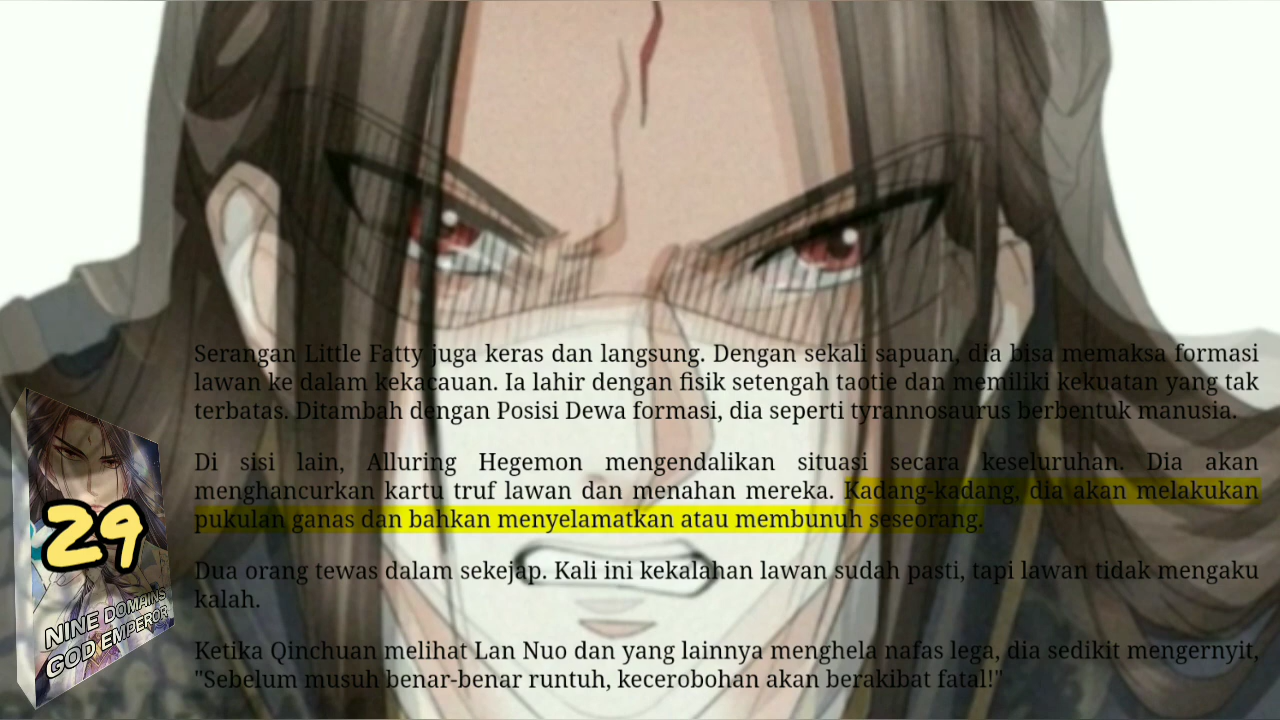 Serangan Little Fatty juga keras dan langsung. Dengan sekali sapuan, dia bisa memaksa formasi
lawan ke dalam kekacauan. Ia lahir dengan fisik setengah taotie dan memiliki kekuatan yang tak
terbatas. Ditambah dengan Posisi Dewa formasi, dia seperti tyrannosaurus berbentuk manusia.
Di sisi lain, Alluring Hegemon mengendalikan situasi secara keseluruhan. Dia akan
menghancurkan kartu truf lawan dan menahan mereka. Kadang-kadang, dia akan melakukan
pukulan ganas dan bahkan menyelamatkan atau membunuh seseorang.
Dua orang tewas dalam sekejap. Kali ini kekalahan lawan sudah pasti, tapi lawan tidak mengaku
kalah.
Ketika Qinchuan melihat Lan Nuo dan yang lainnya menghela nafas lega, dia sedikit mengernyit,
"Sebelum musuh benar-benar runtuh, kecerobohan akan berakibat fatal!"
29
NINE DOMAINS
GOD EMPEROR